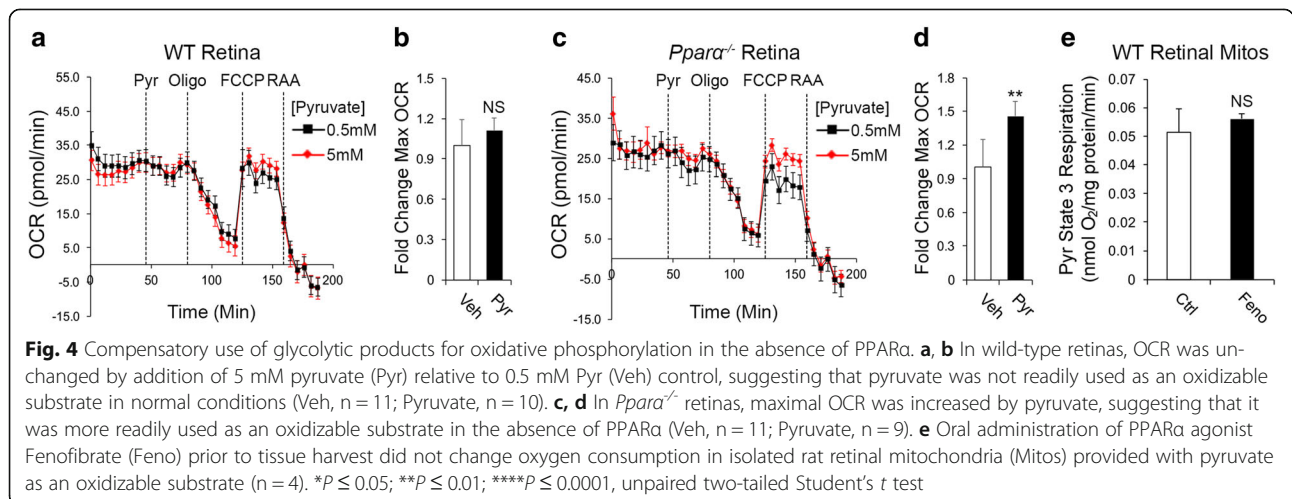 a
WT Retina
OCR (pmol/min)
55.0
45.0
35.0
25.0
15.0
5.0
-5.0
-15.0
Pyr Oligo FCCP RAA
[Pyruvate]
0.5mM
5mM
0 50 100 150 200
Time (Min)
b
Fold Change Max OCR
1.5
1.2
0.9
0.6
0.3
0
NS
Veh Pyr
c
Pparα-/- Retina
OCR (pmol/min)
45.0
35.0
25.0
15.0
5.0
-5.0
-15.0
Pyr Oligo FCCP RAA
[Pyruvate]
0.5mM
5mM
0 50 100 150 200
Time (Min)
d
Fold Change Max OCR
1.8
1.5
1.2
0.9
0.6
0.3
0
**
Veh Pyr
e
WT Retinal Mitos
Pyr State 3 Respiration
(nmol O₂/mg protein/min)
0.07
0.06
0.05
0.04
0.03
0.02
0.01
0
NS
Ctrl Feno
Fig. 4 Compensatory use of glycolytic products for oxidative phosphorylation in the absence of PPARα. a, b In wild-type retinas, OCR was un-
changed by addition of 5 mM pyruvate (Pyr) relative to 0.5 mM Pyr (Veh) control, suggesting that pyruvate was not readily used as an oxidizable
substrate in normal conditions (Veh, n = 11; Pyruvate, n = 10). c, d In Pparα-/- retinas, maximal OCR was increased by pyruvate, suggesting that it
was more readily used as an oxidizable substrate in the absence of PPARα (Veh, n = 11; Pyruvate, n = 9). e Oral administration of PPARα agonist
Fenofibrate (Feno) prior to tissue harvest did not change oxygen consumption in isolated rat retinal mitochondria (Mitos) provided with pyruvate
as an oxidizable substrate (n = 4). *P ≤ 0.05; **P ≤ 0.01; ****P ≤ 0.0001, unpaired two-tailed Student's t test